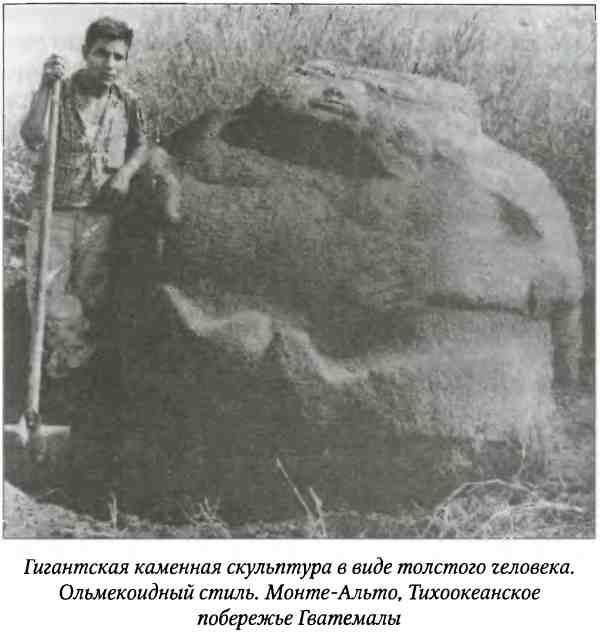 Гигантская каменная скульптура в виде толстого человека.
Ольмекоидный стиль. Монте-Альто, Тихоокеанское
побережье Гватемалы